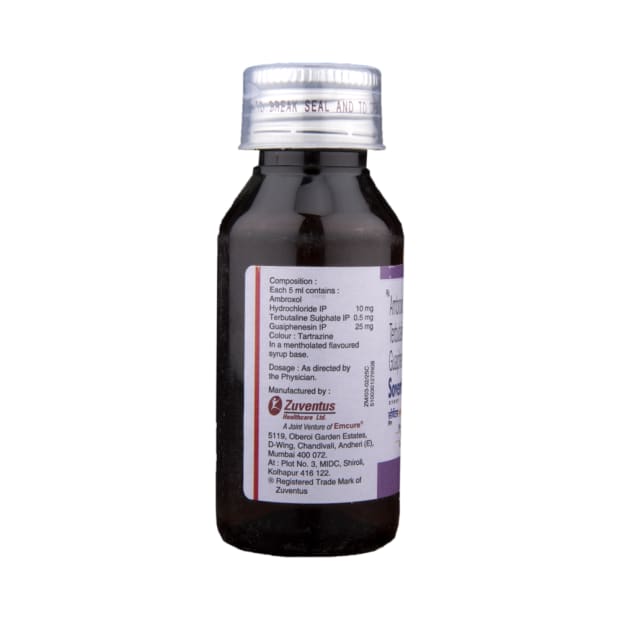 BREAK SEAL AND TO
Composition :
Each 5 ml contains :
Ambroxol
Hydrochloride IP 10 mg
Terbutaline Sulphate IP 0.5 mg
Guaiphenesin IP 25 mg
Colour : Tartrazine
In a mentholated flavoured
syrup base.
Dosage : As directed by
the Physician.
Manufactured by :
Zuventus
Healthcare Ltd.
A Joint Venture of Emcure®
5119, Oberoi Garden Estates,
D-Wing, Chandivali, Andheri (E),
Mumbai 400 072.
At : Plot No. 3, MIDC, Shiroli,
Kolhapur 416 122.
® Registered Trade Mark of
Zuventus
Rx